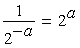 1/2^{-a} = 2^a